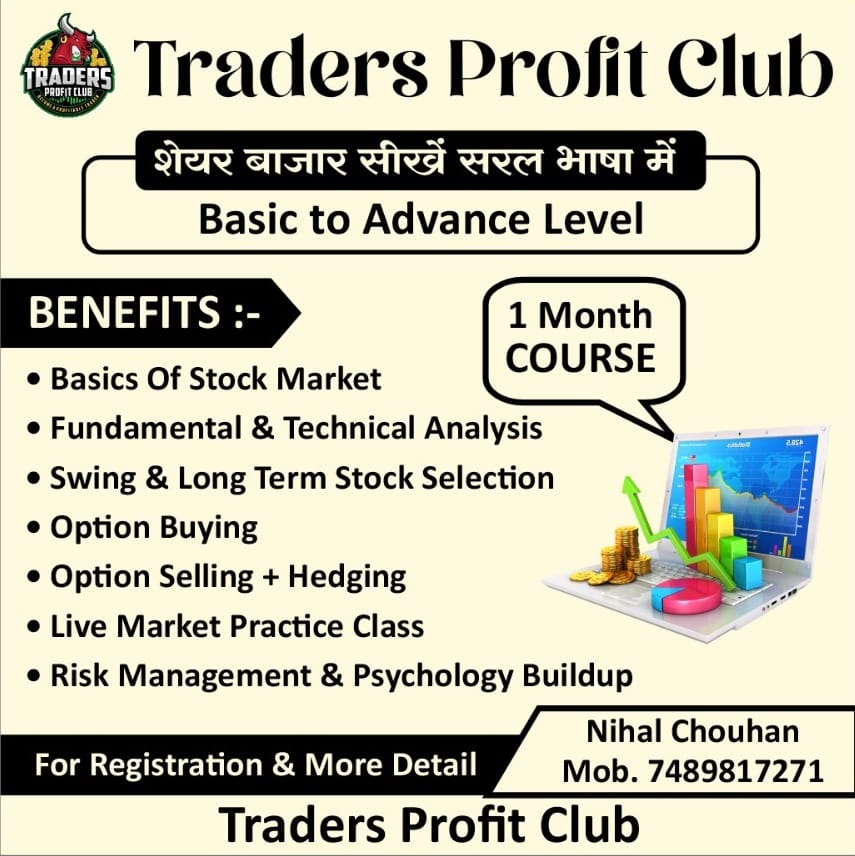 TRADERS
PROFIT CLUB
Traders Profit Club
शेयर बाजार सीखें सरल भाषा में
Basic to Advance Level
BENEFITS :-
1 Month
COURSE
• Basics Of Stock Market
• Fundamental & Technical Analysis
• Swing & Long Term Stock Selection
• Option Buying
• Option Selling + Hedging
• Live Market Practice Class
• Risk Management & Psychology Buildup
For Registration & More Detail
Nihal Chouhan
Mob. 7489817271
Traders Profit Club